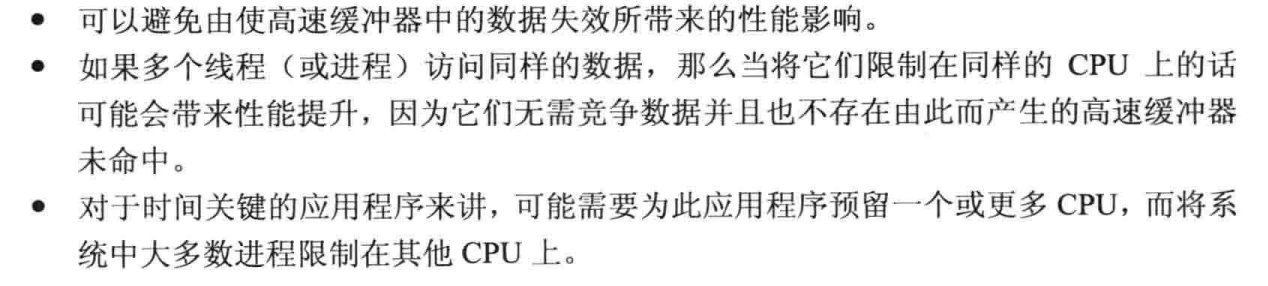 ● 可以避免由使高速缓冲器中的数据失效所带来的性能影响。
● 如果多个线程（或进程）访问同样的数据，那么当将它们限制在同样的 CPU 上的话
可能会带来性能提升，因为它们无需竞争数据并且也不存在由此而产生的高速缓冲器
未命中。
● 对于时间关键的应用程序来讲，可能需要为此应用程序预留一个或更多 CPU，而将系
统中大多数进程限制在其他 CPU 上。